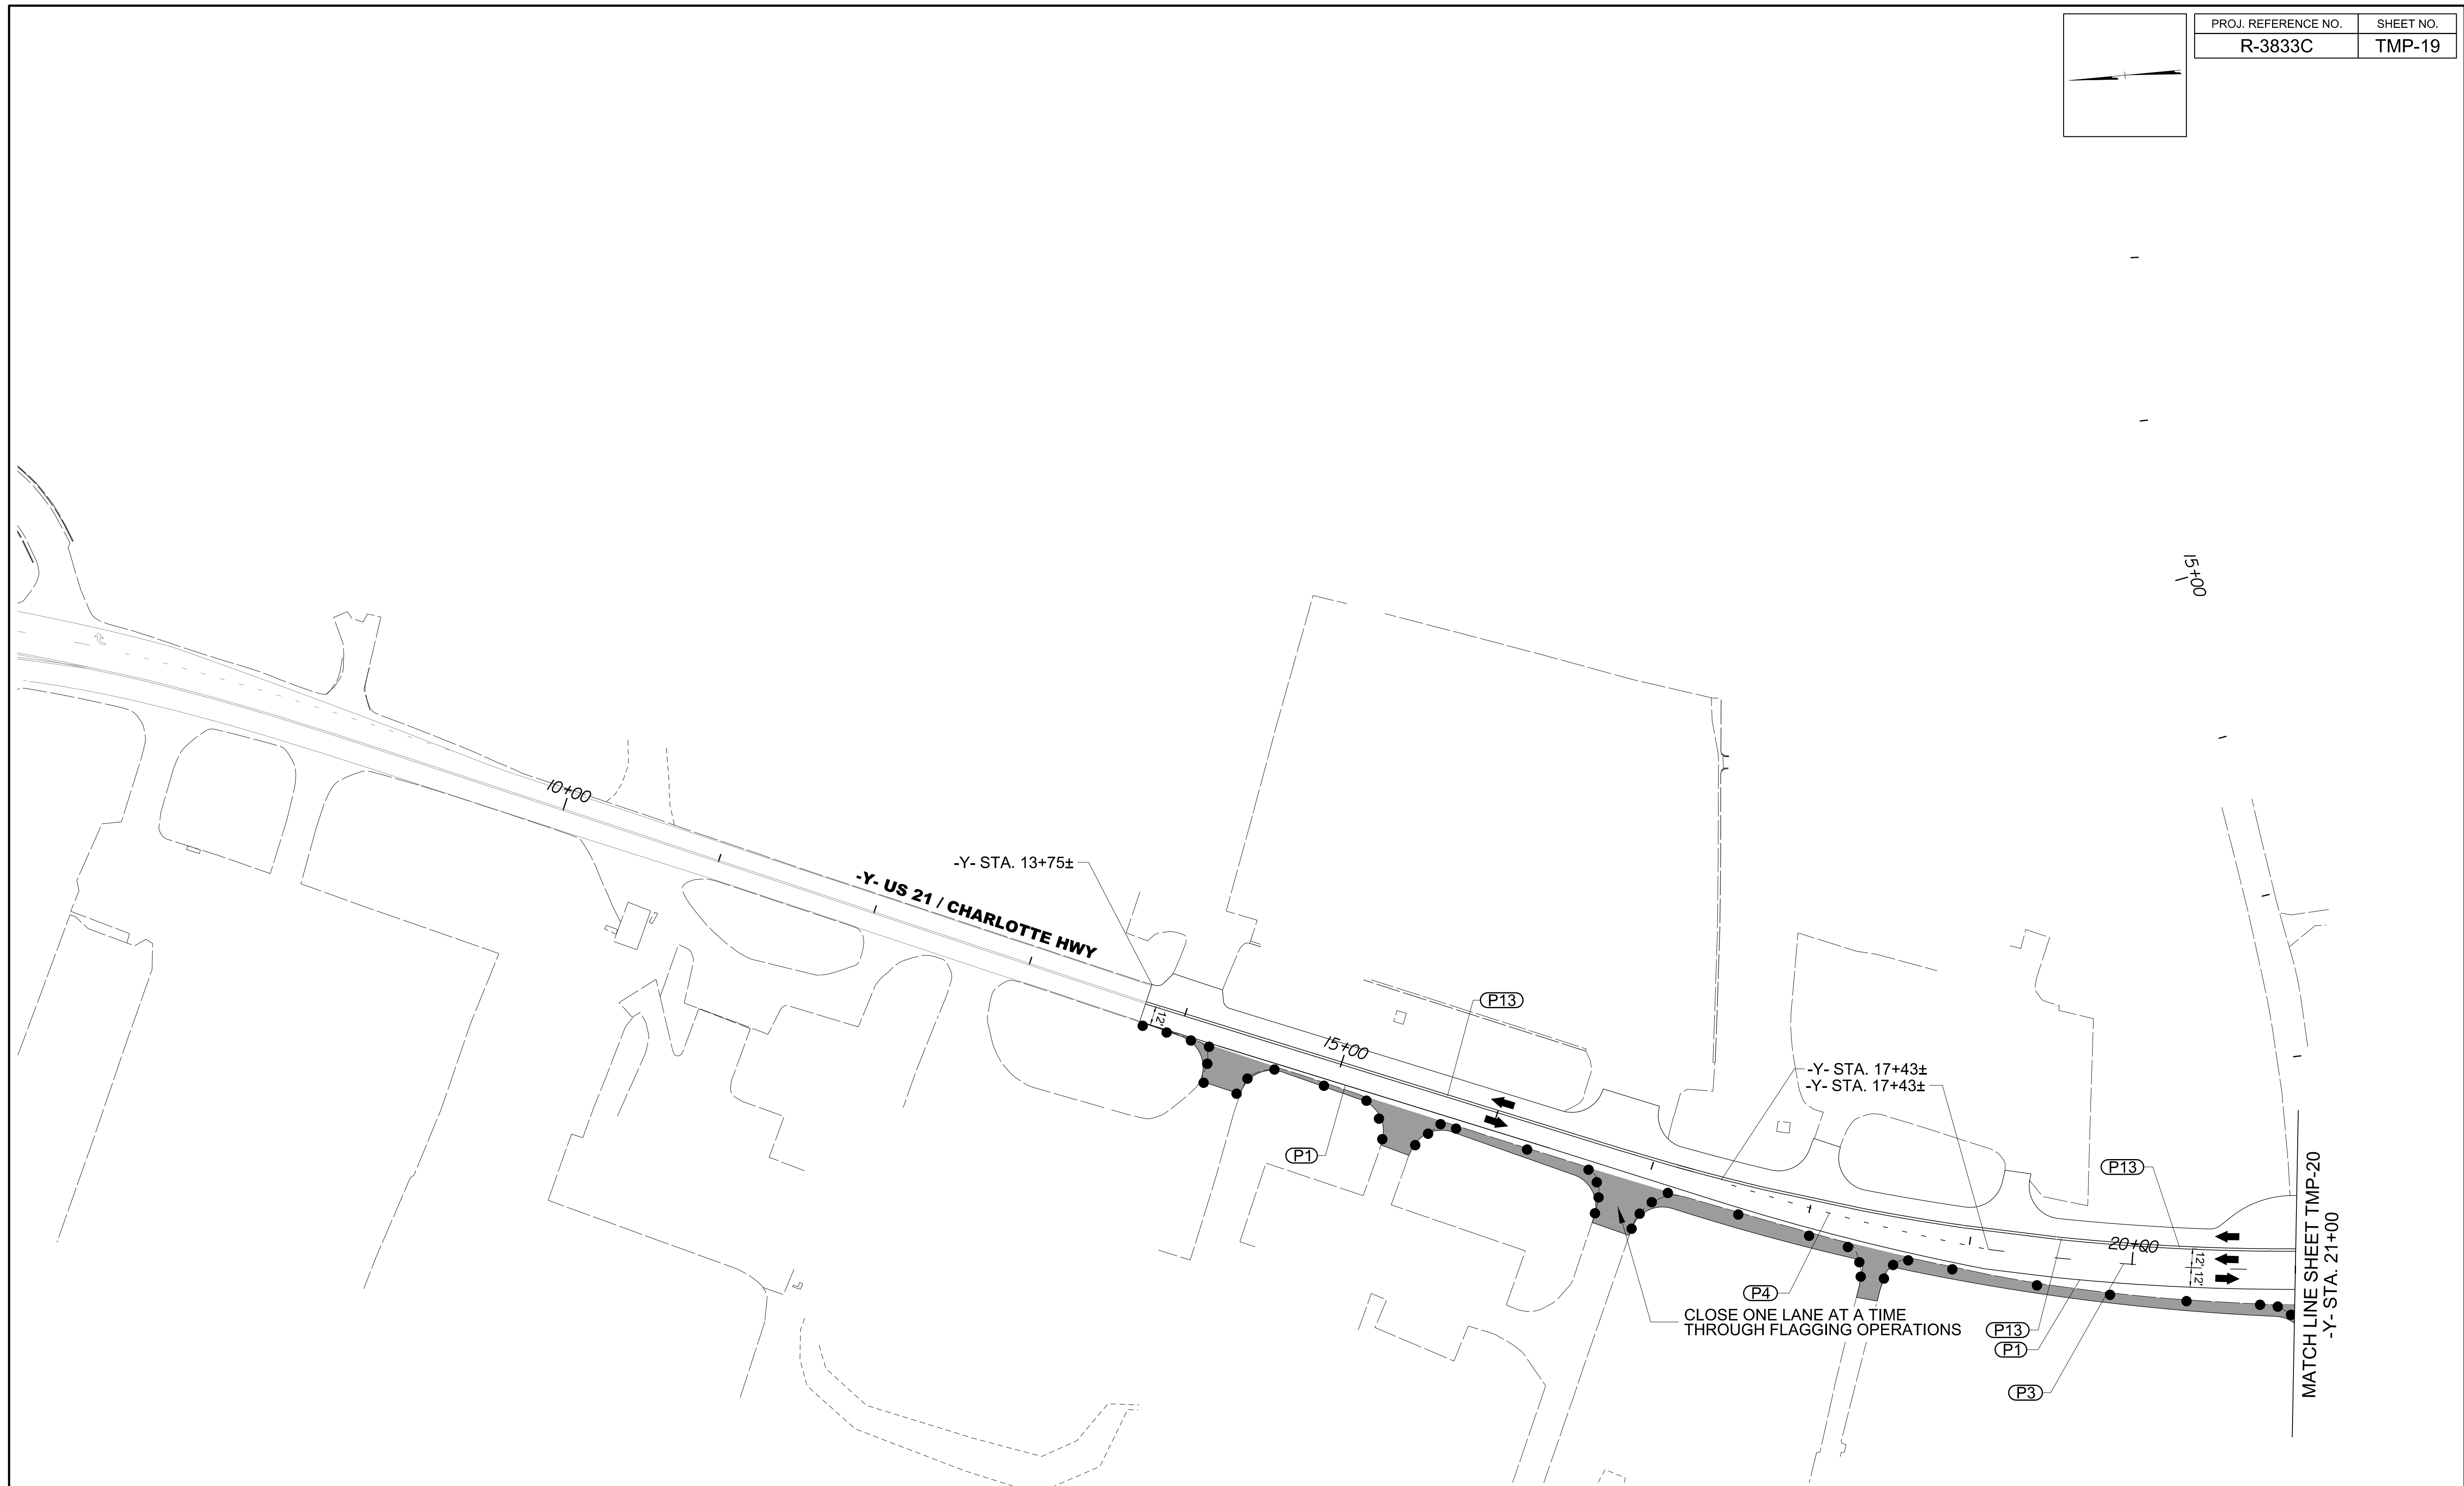 PROJ. REFERENCE NO.
SHEET NO.
R-3833C
TMP-19
15+00
10+00
-Y- STA. 13+75±
-Y- US 21 / CHARLOTTE HWY
12'
P13
15+00
-Y- STA. 17+43±
-Y- STA. 17+43±
P1
P13
20+00
12'
12'
P4
CLOSE ONE LANE AT A TIME
THROUGH FLAGGING OPERATIONS
P13
P1
P3
MATCH LINE SHEET TMP-20
-Y- STA. 21+00